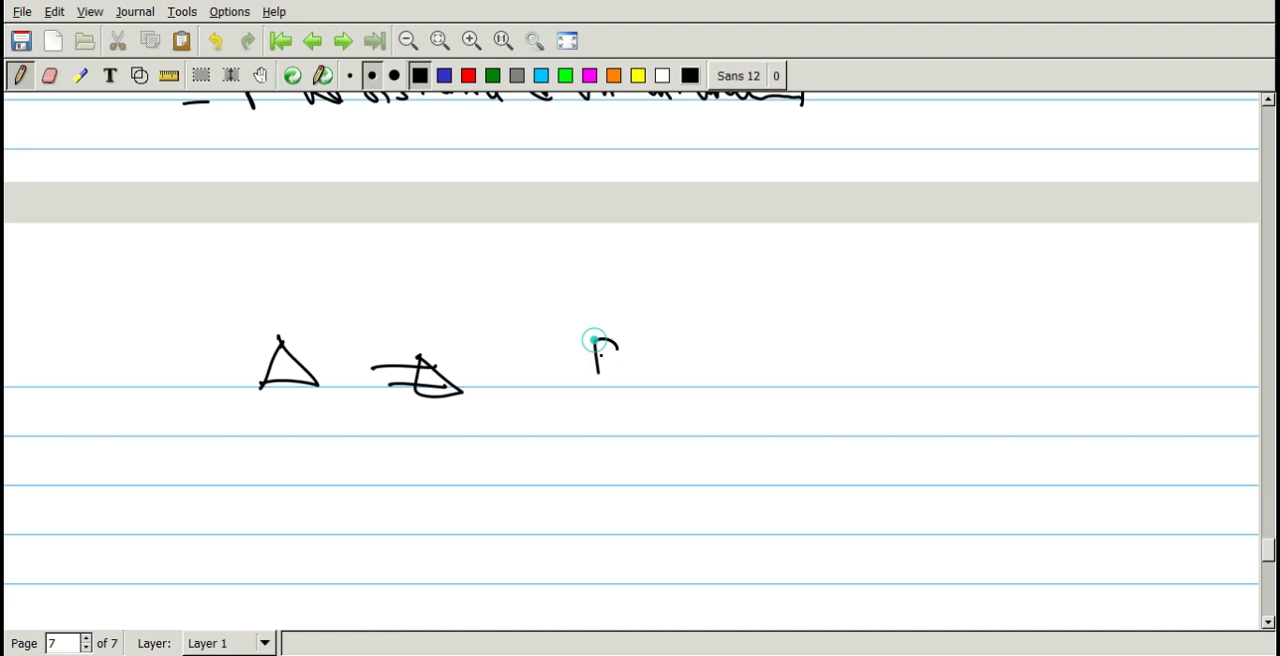 File Edit View Journal Tools Options Help
T Sans 12 0
Δ ⇒
Page 7 of 7 Layer: Layer 1